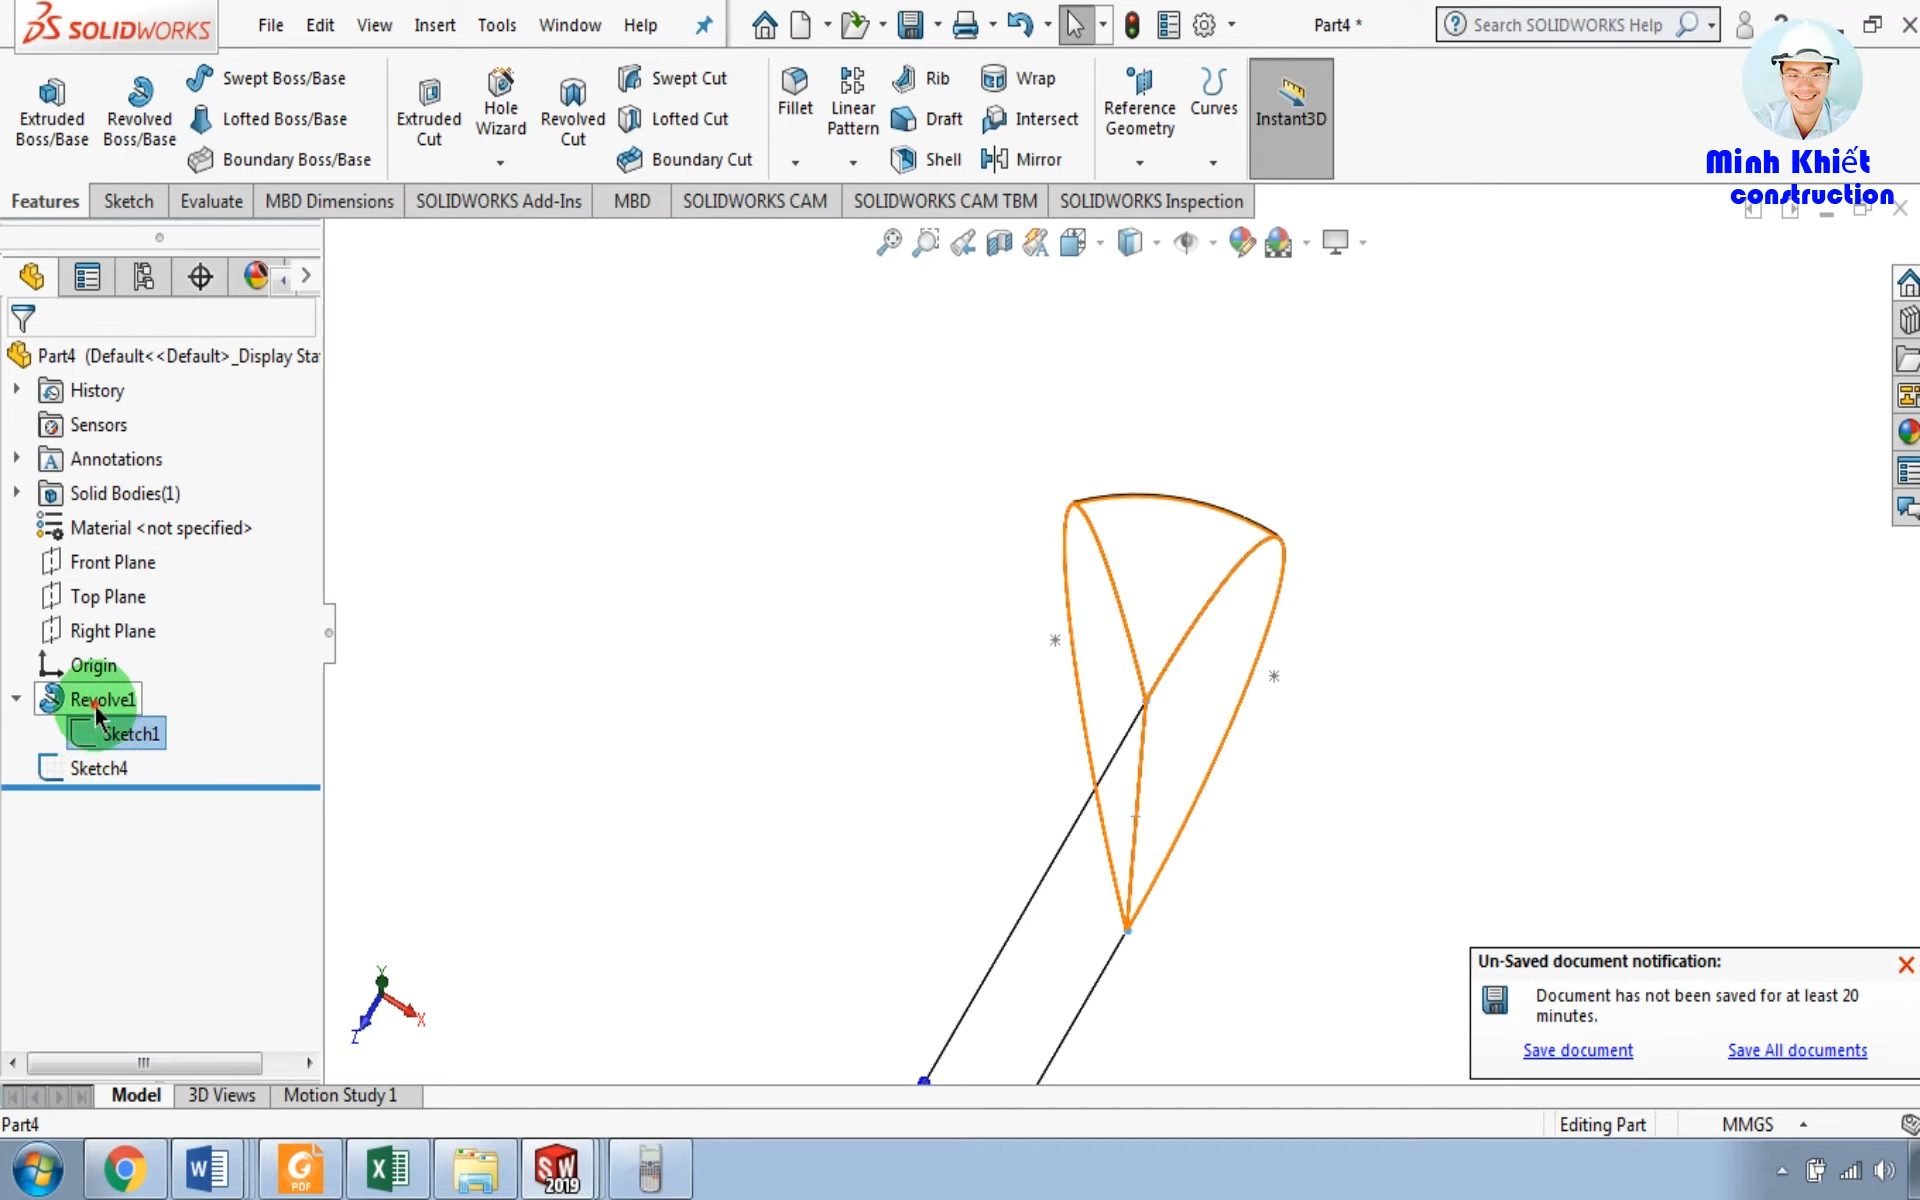 SOLIDWORKS
File Edit View Insert Tools Window Help
Part4 *
Search SOLIDWORKS Help
Extruded Boss/Base
Revolved Boss/Base
Swept Boss/Base
Lofted Boss/Base
Boundary Boss/Base
Extruded Cut
Hole Wizard
Revolved Cut
Swept Cut
Lofted Cut
Boundary Cut
Fillet
Linear Pattern
Rib
Draft
Shell
Wrap
Intersect
Mirror
Reference Geometry
Curves
Instant3D
Minh Khiết
construction
Features Sketch Evaluate MBD Dimensions SOLIDWORKS Add-Ins MBD SOLIDWORKS CAM SOLIDWORKS CAM TBM SOLIDWORKS Inspection
Part4 (Default<<Default>_Display Sta
History
Sensors
Annotations
Solid Bodies(1)
Material <not specified>
Front Plane
Top Plane
Right Plane
Origin
Revolve1
Sketch1
Sketch4
Y
X
Z
Un-Saved document notification:
Document has not been saved for at least 20
minutes.
Save document Save All documents
Model 3D Views Motion Study 1
Part4 Editing Part MMGS
W
PDF
X
SW
2019